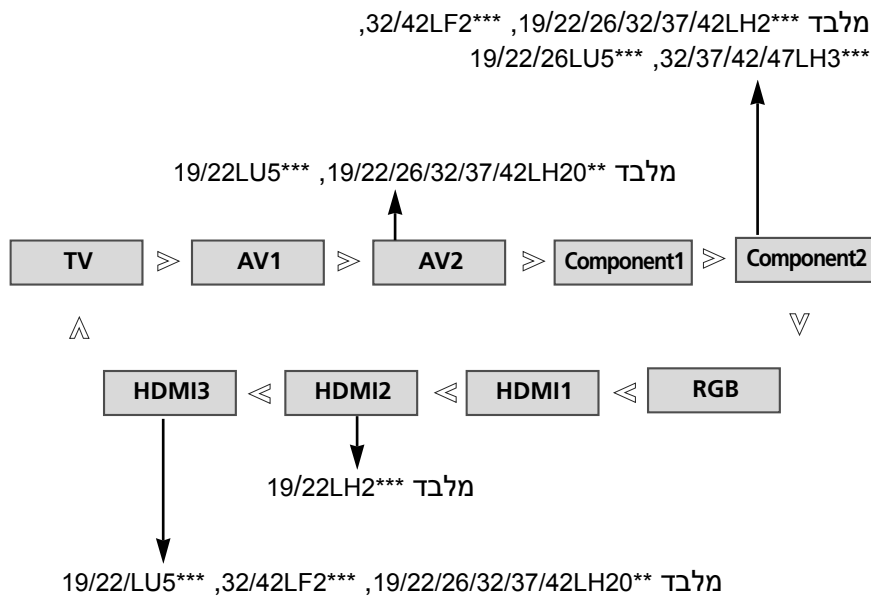 מלבד 19/22/26/32/37/42LH2***, 32/42LF2***,
32/37/42/47LH3***, 19/22/26LU5***
מלבד 19/22/26/32/37/42LH20**, 19/22LU5***
TV
AV1
AV2
Component1
Component2
HDMI3
HDMI2
HDMI1
RGB
מלבד 19/22LH2***
מלבד 19/22/26/32/37/42LH20**, 32/42LF2***, 19/22/LU5***